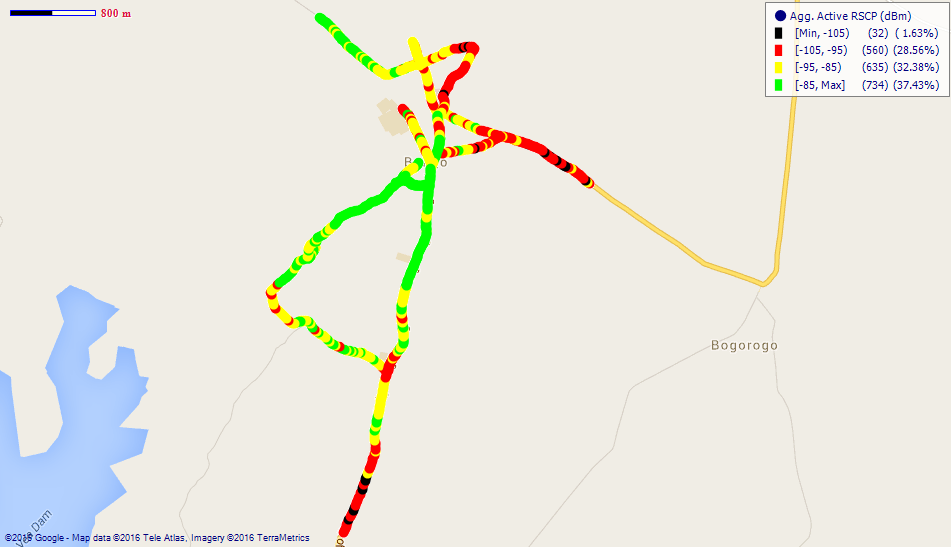 800 m
Agg. Active RSCP (dBm)
[Min, -105) (32) ( 1.63%)
[-105, -95) (560) (28.56%)
[-95, -85) (635) (32.38%)
[-85, Max] (734) (37.43%)
Bogorogo
Dam
©2016 Google - Map data ©2016 Tele Atlas, Imagery ©2016 TerraMetrics